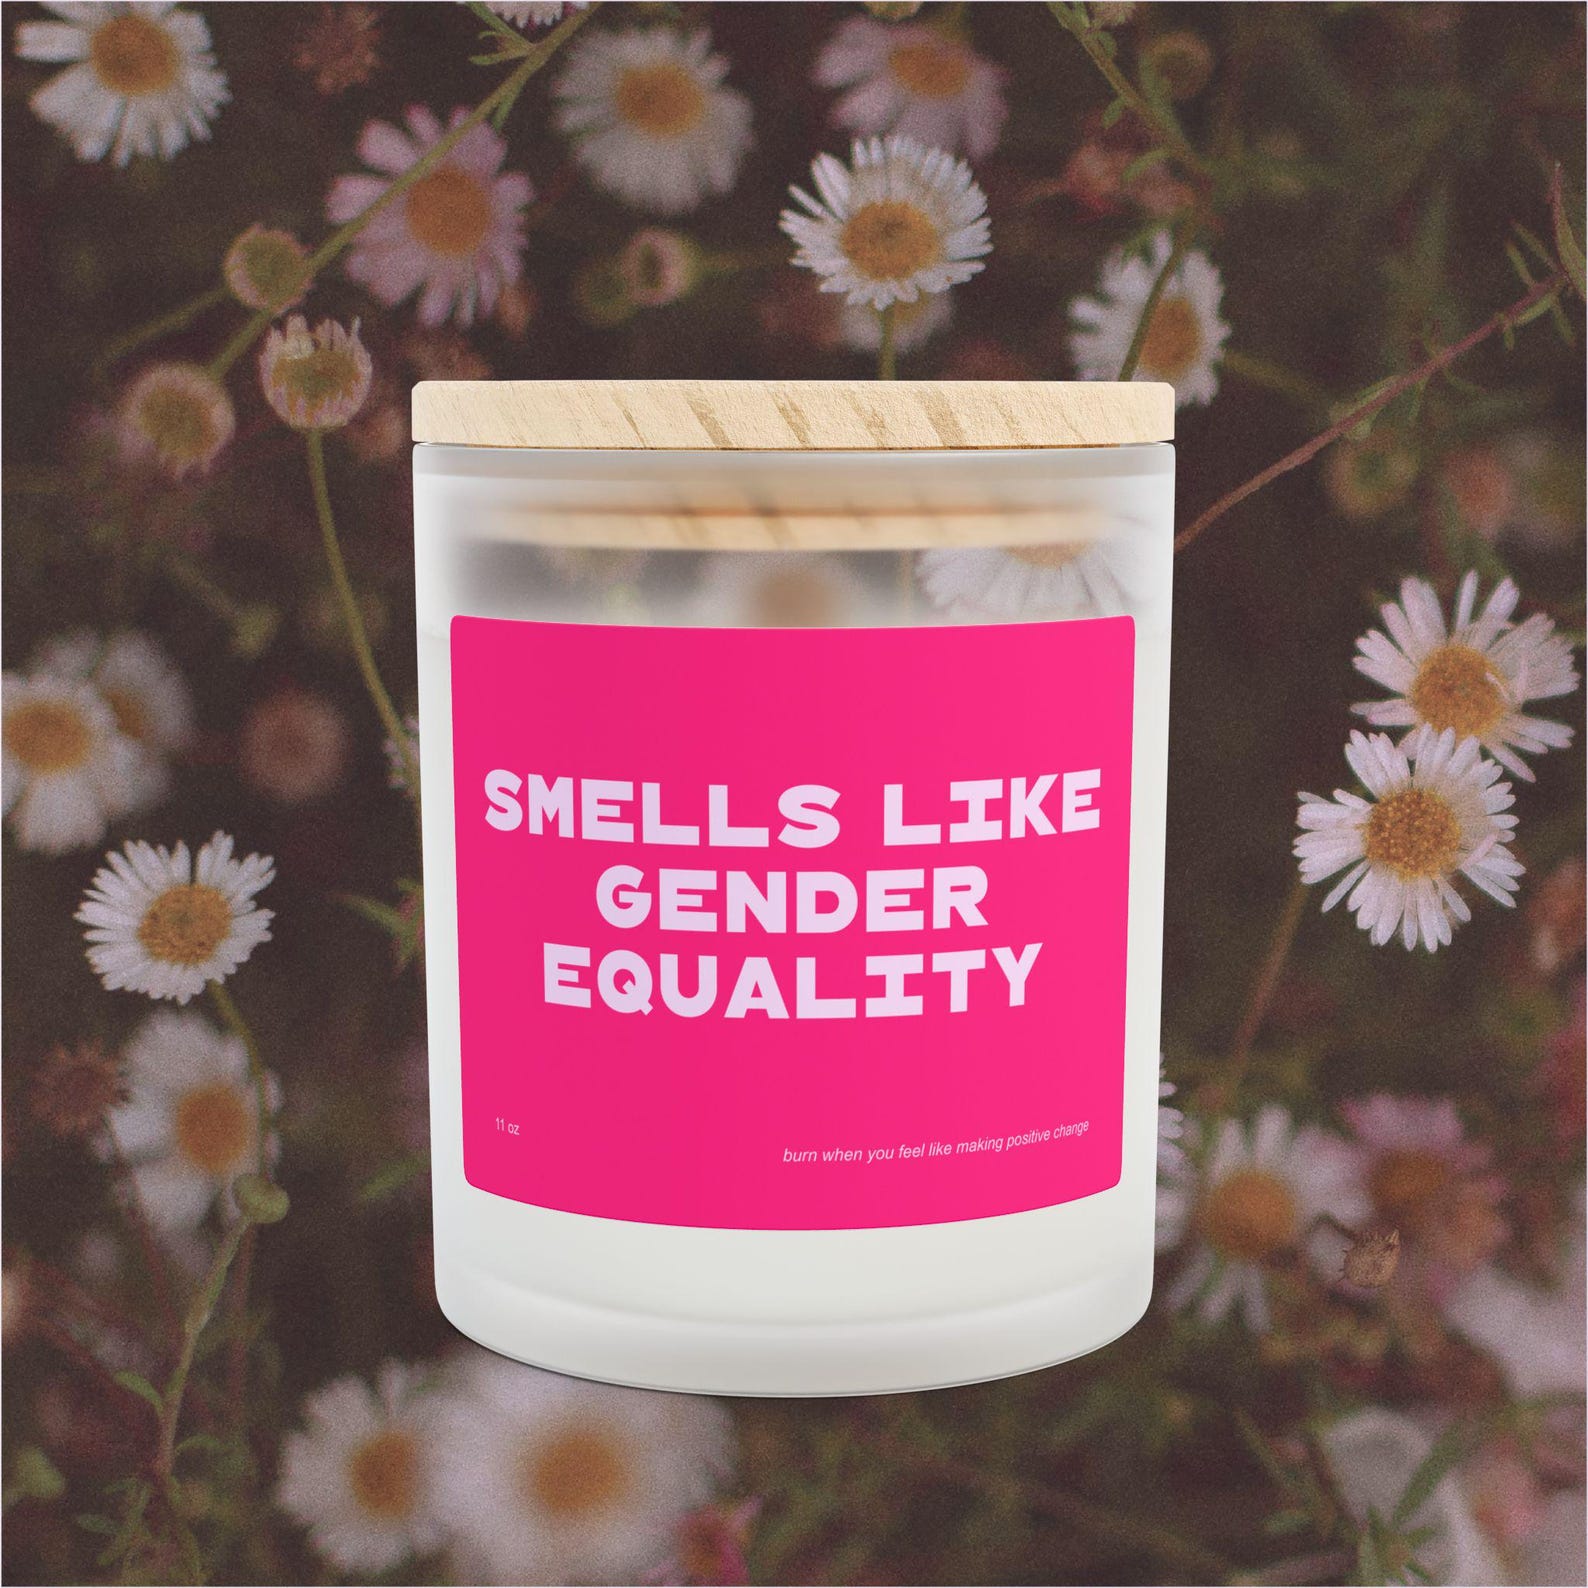 SMELLS LIKE
GENDER
EQUALITY
11 oz
burn when you feel like making positive change